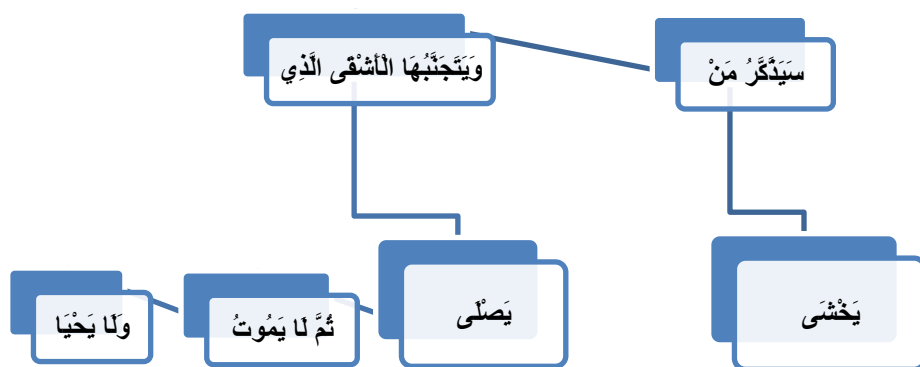 سَيَذَّكَّرُ مَنْ
وَيَتَجَنَّبُهَا الْأَشْقَى الَّذِي
يَخْشَى
يَصْلَى
ثُمَّ لَا يَمُوتُ
وَلَا يَحْيَا